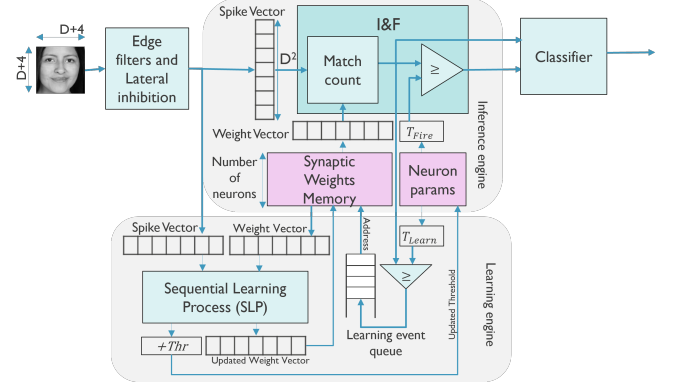 Spike Vector
D+4
I&F
Edge
filters and
Lateral
inhibition
D+4
D²
Match
count
≥
Classifier
Weight Vector
T_Fire
Inference engine
Number
of
neurons
Synaptic
Weights
Memory
Neuron
params
Spike Vector
Weight Vector
Address
T_Learn
≥
Sequential Learning
Process (SLP)
Updated Threshold
Learning engine
+Thr
Updated Weight Vector
Learning event
queue